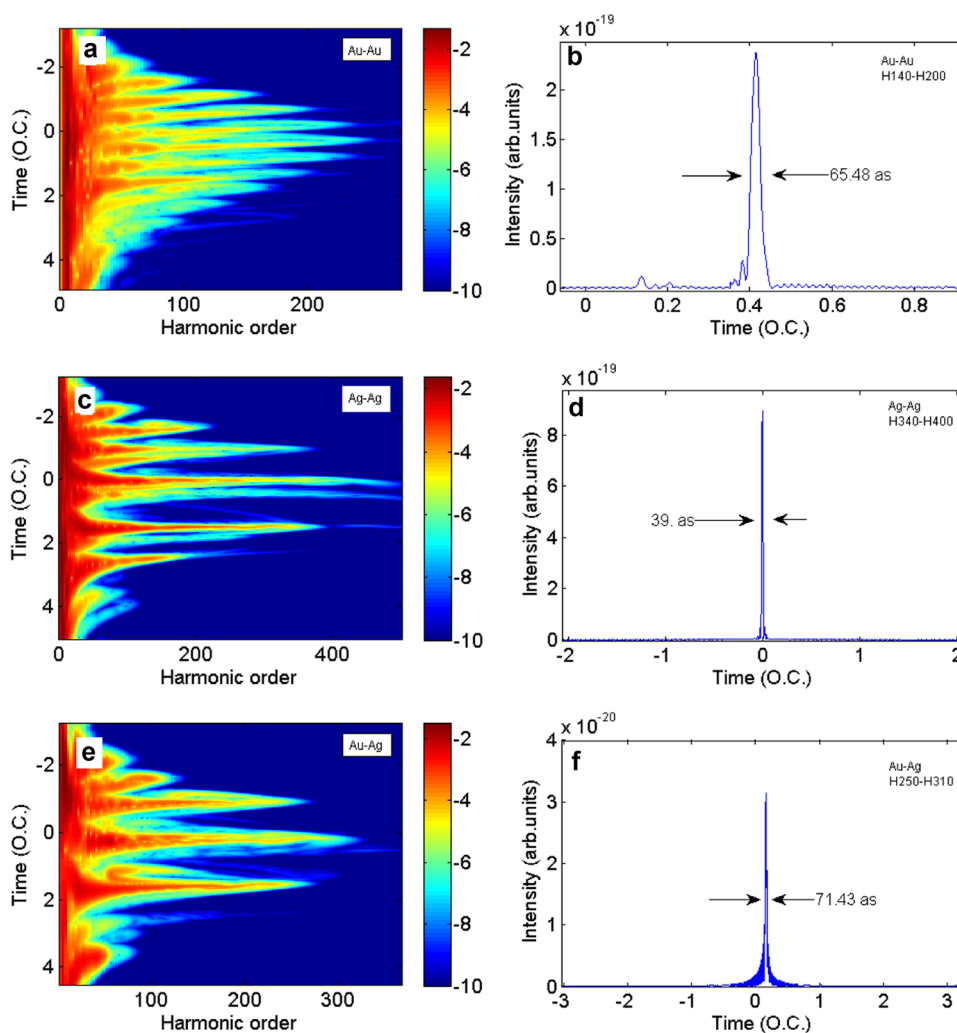 a
Au-Au
-2
0
2
4
0 100 200
Harmonic order
Time (O.C.)
-2
-4
-6
-8
-10
x 10-19
b
Au-Au
H140-H200
2
1.5
1
0.5
0
65.48 as
0 0.2 0.4 0.6 0.8
Time (O.C.)
Intensity (arb.units)
c
Ag-Ag
-2
0
2
4
0 200 400
Harmonic order
Time (O.C.)
-2
-4
-6
-8
-10
x 10-19
d
Ag-Ag
H340-H400
8
6
4
2
0
39. as
-2 -1 0 1 2
Time (O.C.)
Intensity (arb.units)
e
Au-Ag
-2
0
2
4
100 200 300
Harmonic order
Time (O.C.)
-2
-4
-6
-8
-10
x 10-20
f
Au-Ag
H250-H310
4
3
2
1
0
71.43 as
-3 -2 -1 0 1 2 3
Time (O.C.)
Intensity (arb.units)